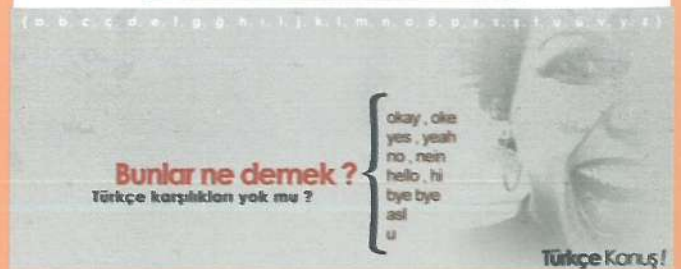 ( a, b, c, ç, d, e, f, g, ğ, h, ı, i, j, k, l, m, n, o, ö, p, r, s, ş, t, u, ü, v, y, z )
Bunlar ne demek ?
Türkçe karşılıkları yok mu ?
okay , oke
yes , yeah
no , nein
hello , hi
bye bye
asl
u
Türkçe Konuş!